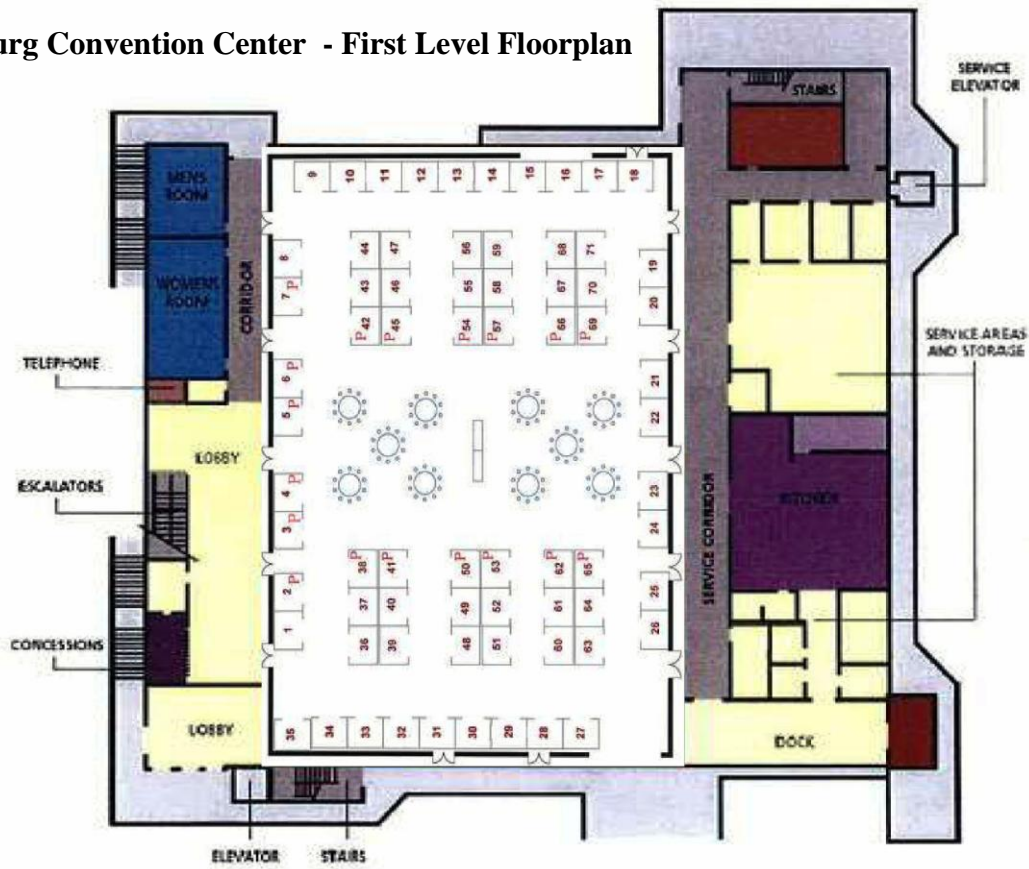 urg Convention Center - First Level Floorplan
SERVICE
ELEVATOR
STAIRS
MENS
ROOM
9 10 11 12 13 14 15 16 17 18
WOMENS
ROOM
CORRIDOR
8
7 P
44 47
43 46
P 42 P 45
56 59
55 58
P 54 P 57
68 71
67 70
P 66 P 69
19
20
TELEPHONE
6 P
5 P
21
22
SERVICE AREAS
AND STORAGE
LOBBY
ESCALATORS
4 P
3 P
23
24
SERVICE CORRIDOR
KITCHEN
2 P
1
38 P 41 P
37 40
36 39
50 P 53 P
49 52
48 51
62 P 65 P
61 64
60 63
25
26
CONCESSIONS
LOBBY
35 34 33 32 31 30 29 28 27
DOCK
ELEVATOR
STAIRS